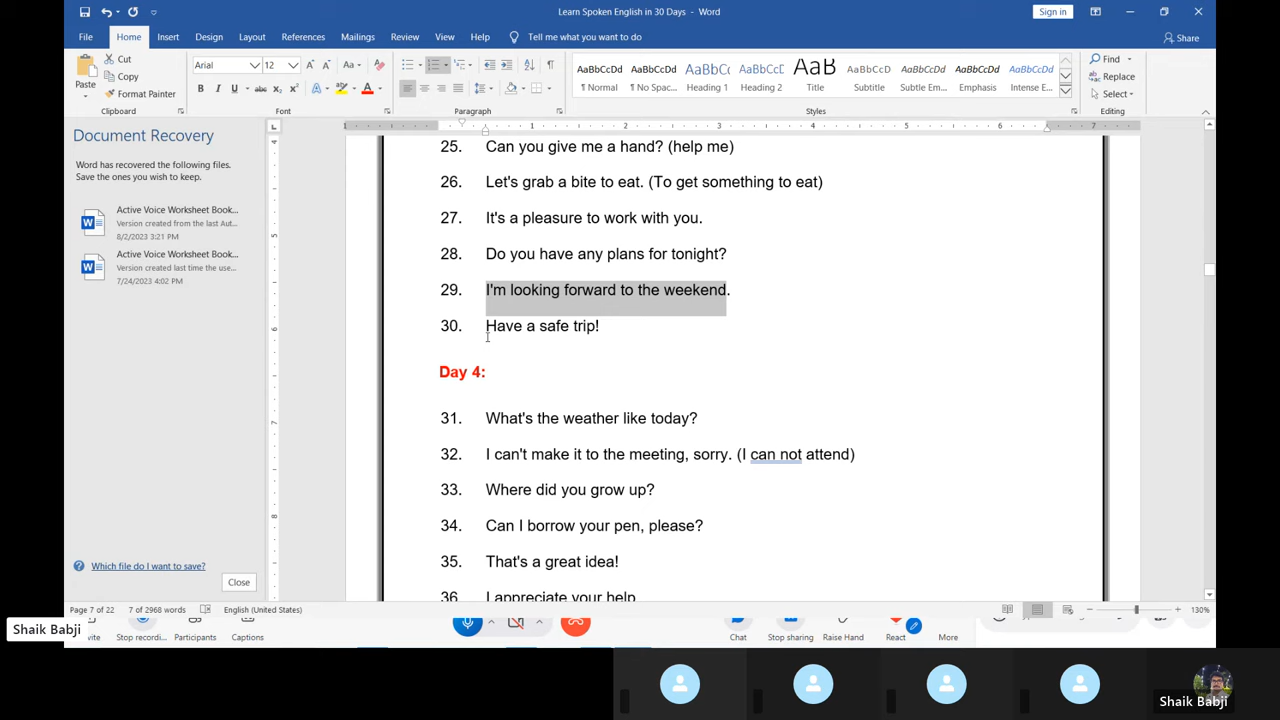 Learn Spoken English in 30 Days - Word
Sign in
File Home Insert Design Layout References Mailings Review View Help Tell me what you want to do
Share
Paste
Cut
Copy
Format Painter
Clipboard
Arial 12
B I U abc X₂ X²
Font
Paragraph
AaBbCcDd AaBbCcDd AaBbCc AaBbCcD AaB AaBbCcD AaBbCcDd AaBbCcDd AaBbCcDd
¶ Normal ¶ No Spac... Heading 1 Heading 2 Title Subtitle Subtle Em... Emphasis Intense E...
Styles
Find
Replace
Select
Editing
Document Recovery
Word has recovered the following files.
Save the ones you wish to keep.
Active Voice Worksheet Book...
Version created from the last Aut...
8/2/2023 3:21 PM
Active Voice Worksheet Book...
Version created last time the use...
7/24/2023 4:02 PM
Which file do I want to save?
Close
25. Can you give me a hand? (help me)
26. Let's grab a bite to eat. (To get something to eat)
27. It's a pleasure to work with you.
28. Do you have any plans for tonight?
29. I'm looking forward to the weekend.
30. Have a safe trip!
Day 4:
31. What's the weather like today?
32. I can't make it to the meeting, sorry. (I can not attend)
33. Where did you grow up?
34. Can I borrow your pen, please?
35. That's a great idea!
36. I appreciate your help
Page 7 of 22 7 of 2968 words English (United States)
130%
Shaik Babji
Stop recordi... Participants Captions
Chat Stop sharing Raise Hand React More
Shaik Babji